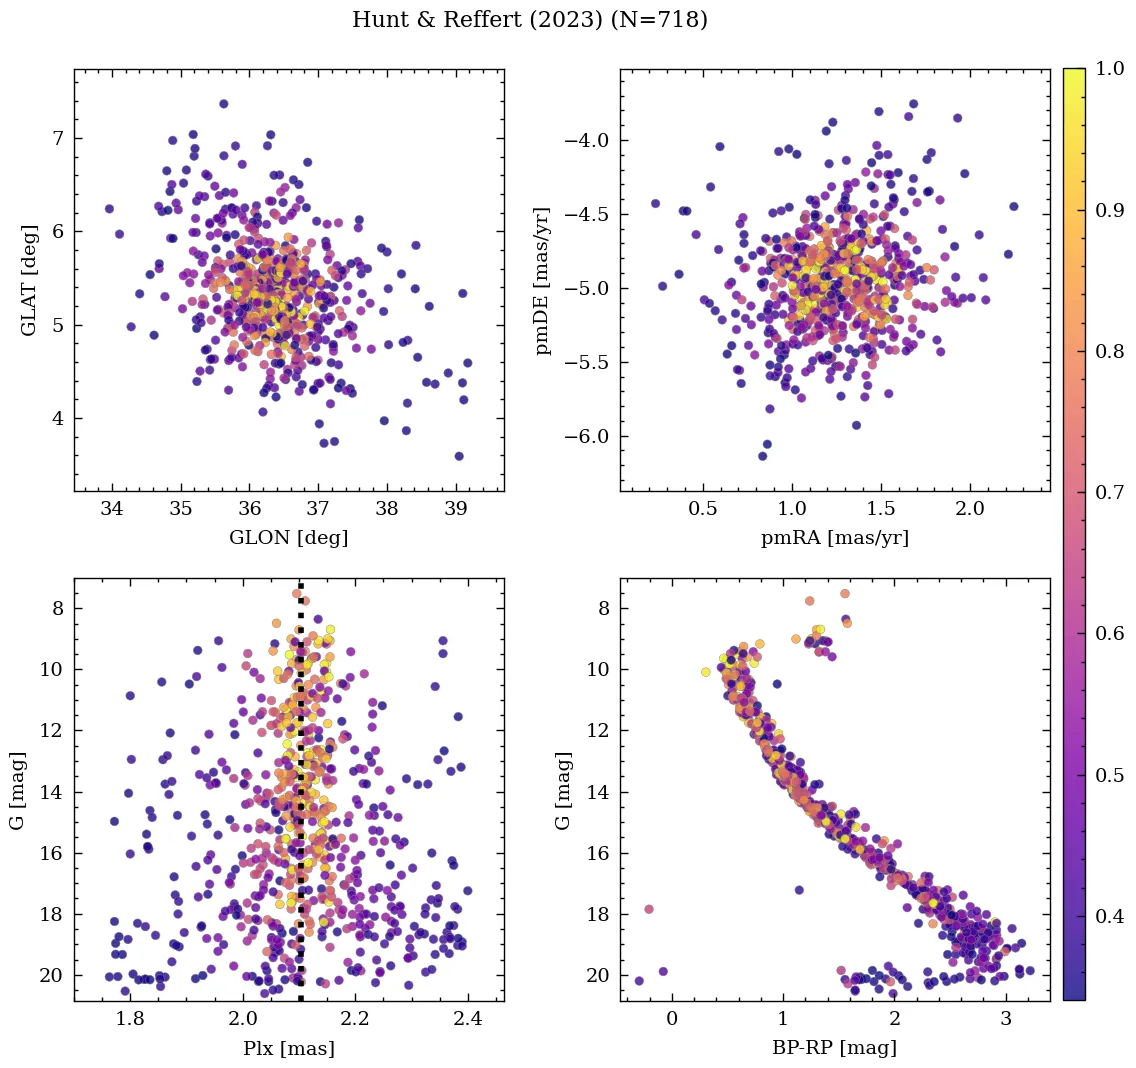 Hunt & Reffert (2023) (N=718)
7
6
5
4
GLAT [deg]
34 35 36 37 38 39
GLON [deg]
−4.0
−4.5
−5.0
−5.5
−6.0
pmDE [mas/yr]
0.5 1.0 1.5 2.0
pmRA [mas/yr]
1.0
0.9
0.8
0.7
0.6
0.5
0.4
8
10
12
14
16
18
20
G [mag]
1.8 2.0 2.2 2.4
Plx [mas]
8
10
12
14
16
18
20
G [mag]
0 1 2 3
BP-RP [mag]